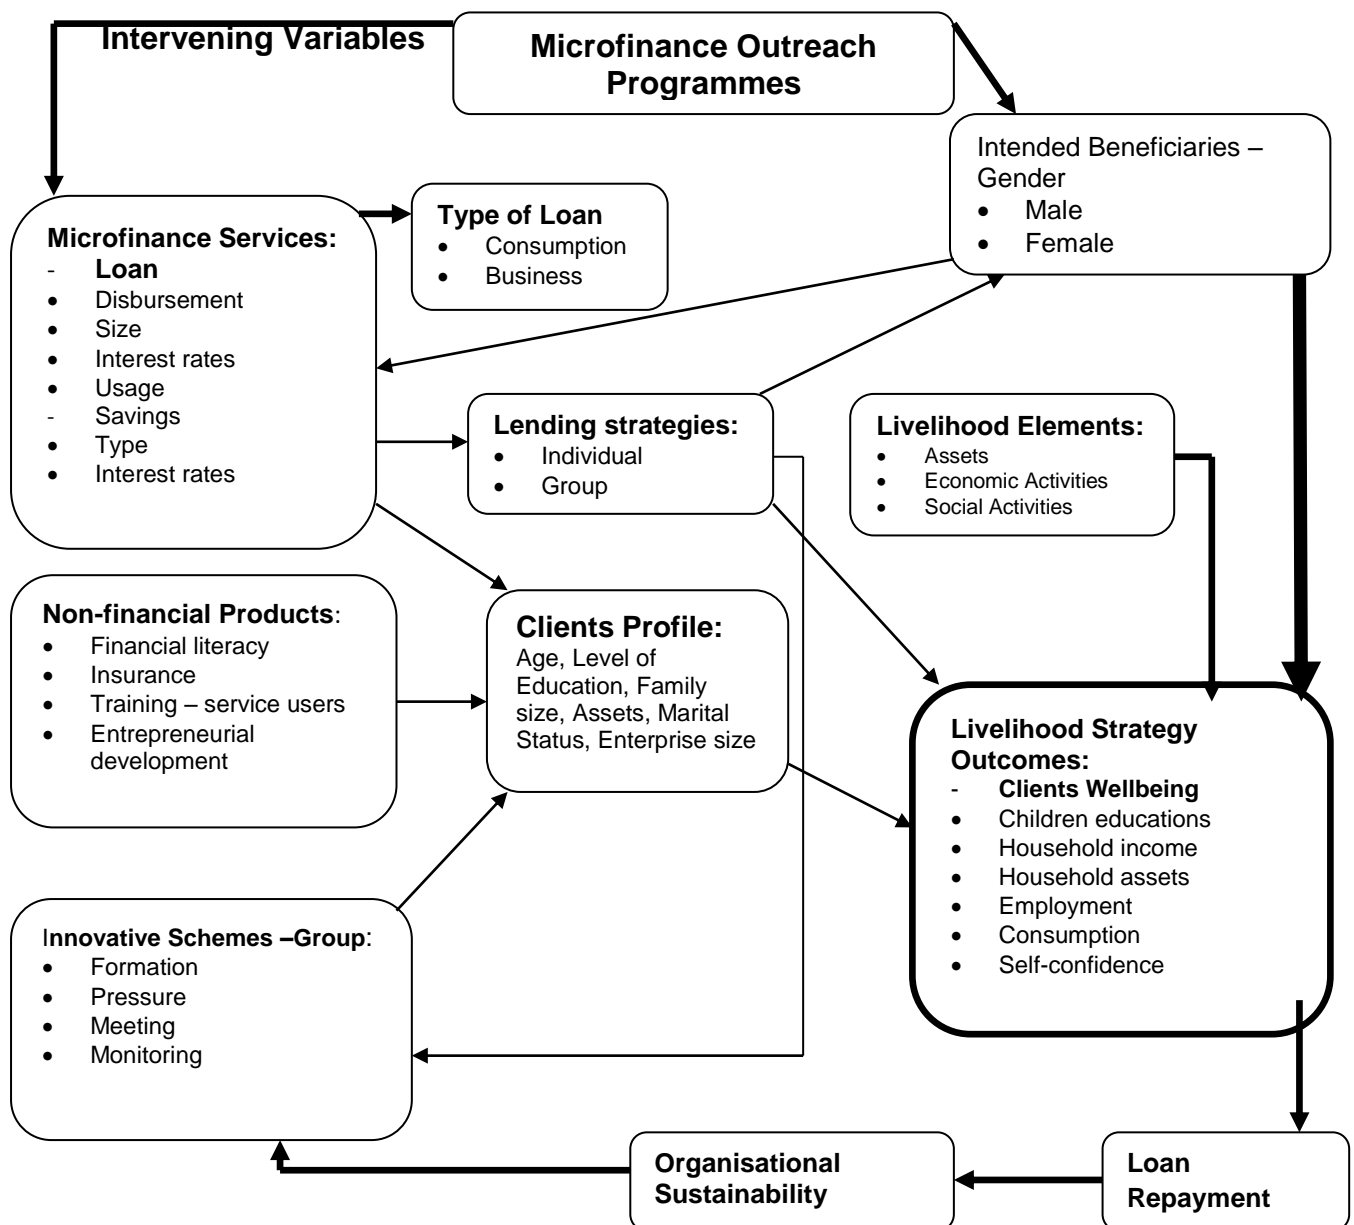 Intervening Variables
Microfinance Outreach
Programmes
Intended Beneficiaries –
Gender
• Male
• Female
Microfinance Services:
- Loan
• Disbursement
• Size
• Interest rates
• Usage
- Savings
• Type
• Interest rates
Type of Loan
• Consumption
• Business
Lending strategies:
• Individual
• Group
Livelihood Elements:
• Assets
• Economic Activities
• Social Activities
Non-financial Products:
• Financial literacy
• Insurance
• Training – service users
• Entrepreneurial
development
Clients Profile:
Age, Level of
Education, Family
size, Assets, Marital
Status, Enterprise size
Livelihood Strategy
Outcomes:
- Clients Wellbeing
• Children educations
• Household income
• Household assets
• Employment
• Consumption
• Self-confidence
Innovative Schemes –Group:
• Formation
• Pressure
• Meeting
• Monitoring
Organisational
Sustainability
Loan
Repayment